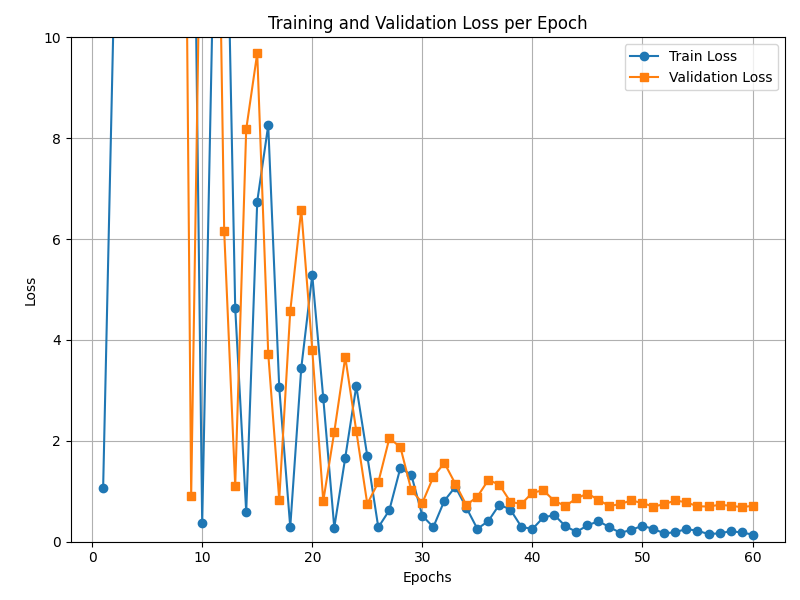 Training and Validation Loss per Epoch
Train Loss
Validation Loss
10
8
6
4
2
0
Loss
0 10 20 30 40 50 60
Epochs